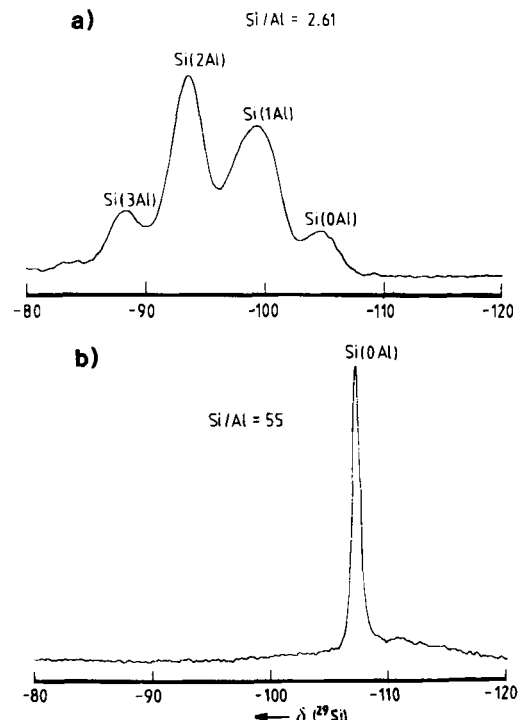 a)
Si/Al = 2.61
Si(2Al)
Si(1Al)
Si(3Al)
Si(0Al)
-80 -90 -100 -110 -120
b)
Si(0Al)
Si/Al = 55
-80 -90 -100 -110 -120
← δ (²⁹Si)